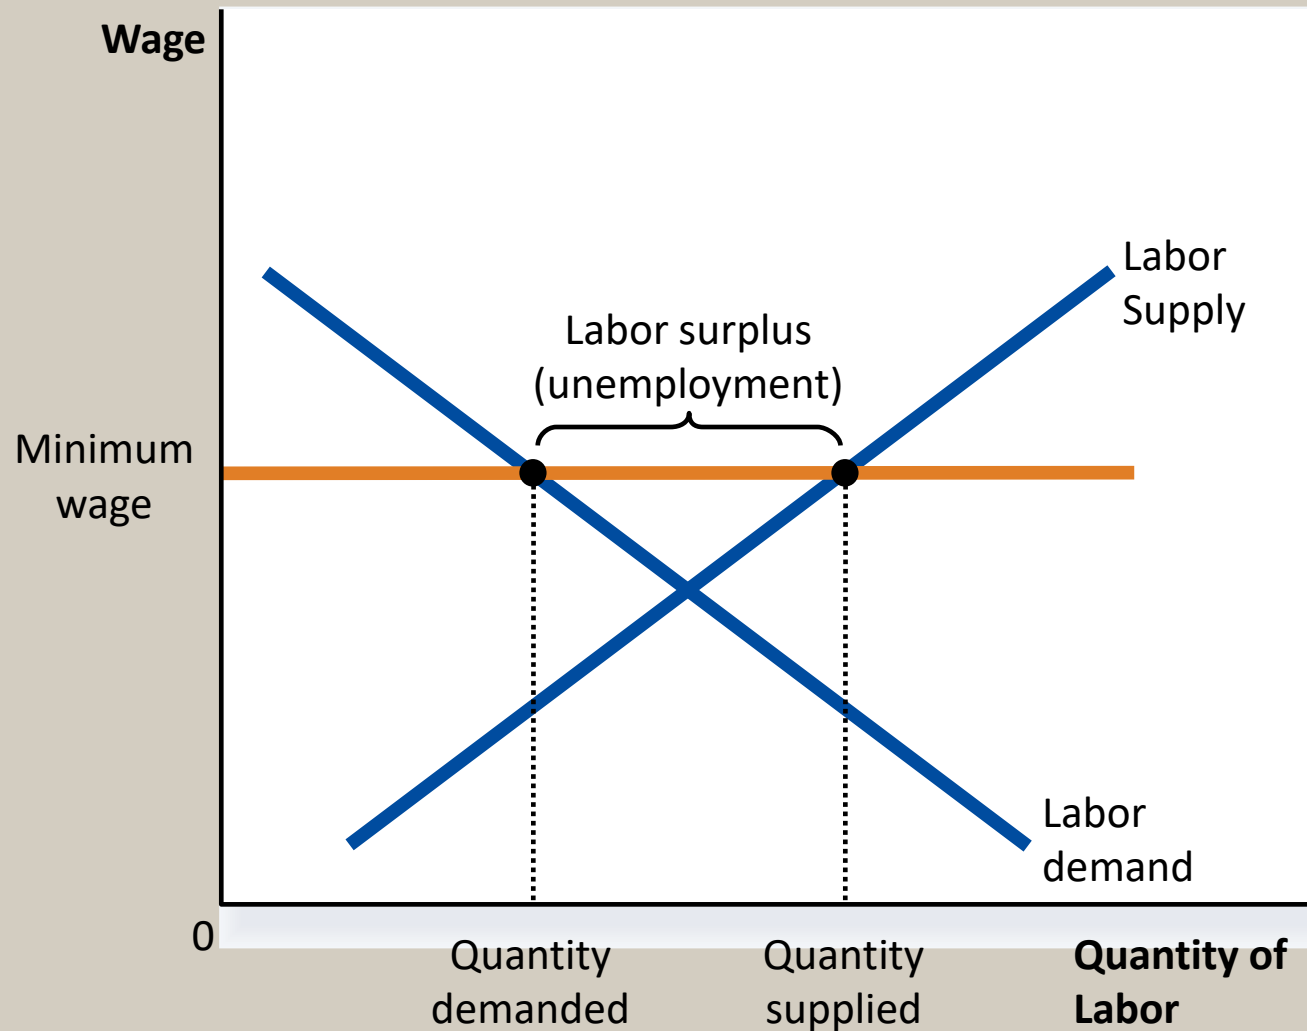 Wage
Labor
Supply
Labor surplus
(unemployment)
Minimum
wage
Labor
demand
0
Quantity
demanded
Quantity
supplied
Quantity of
Labor